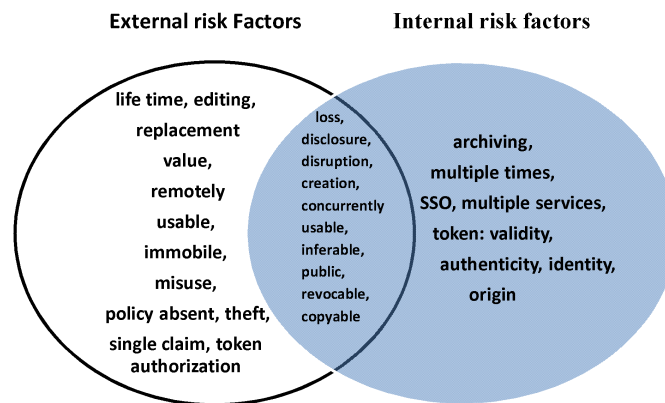 External risk Factors
Internal risk factors
life time, editing,
replacement
value,
remotely
usable,
immobile,
misuse,
policy absent, theft,
single claim, token
authorization
loss,
disclosure,
disruption,
creation,
concurrently
usable,
inferable,
public,
revocable,
copyable
archiving,
multiple times,
SSO, multiple services,
token: validity,
authenticity, identity,
origin